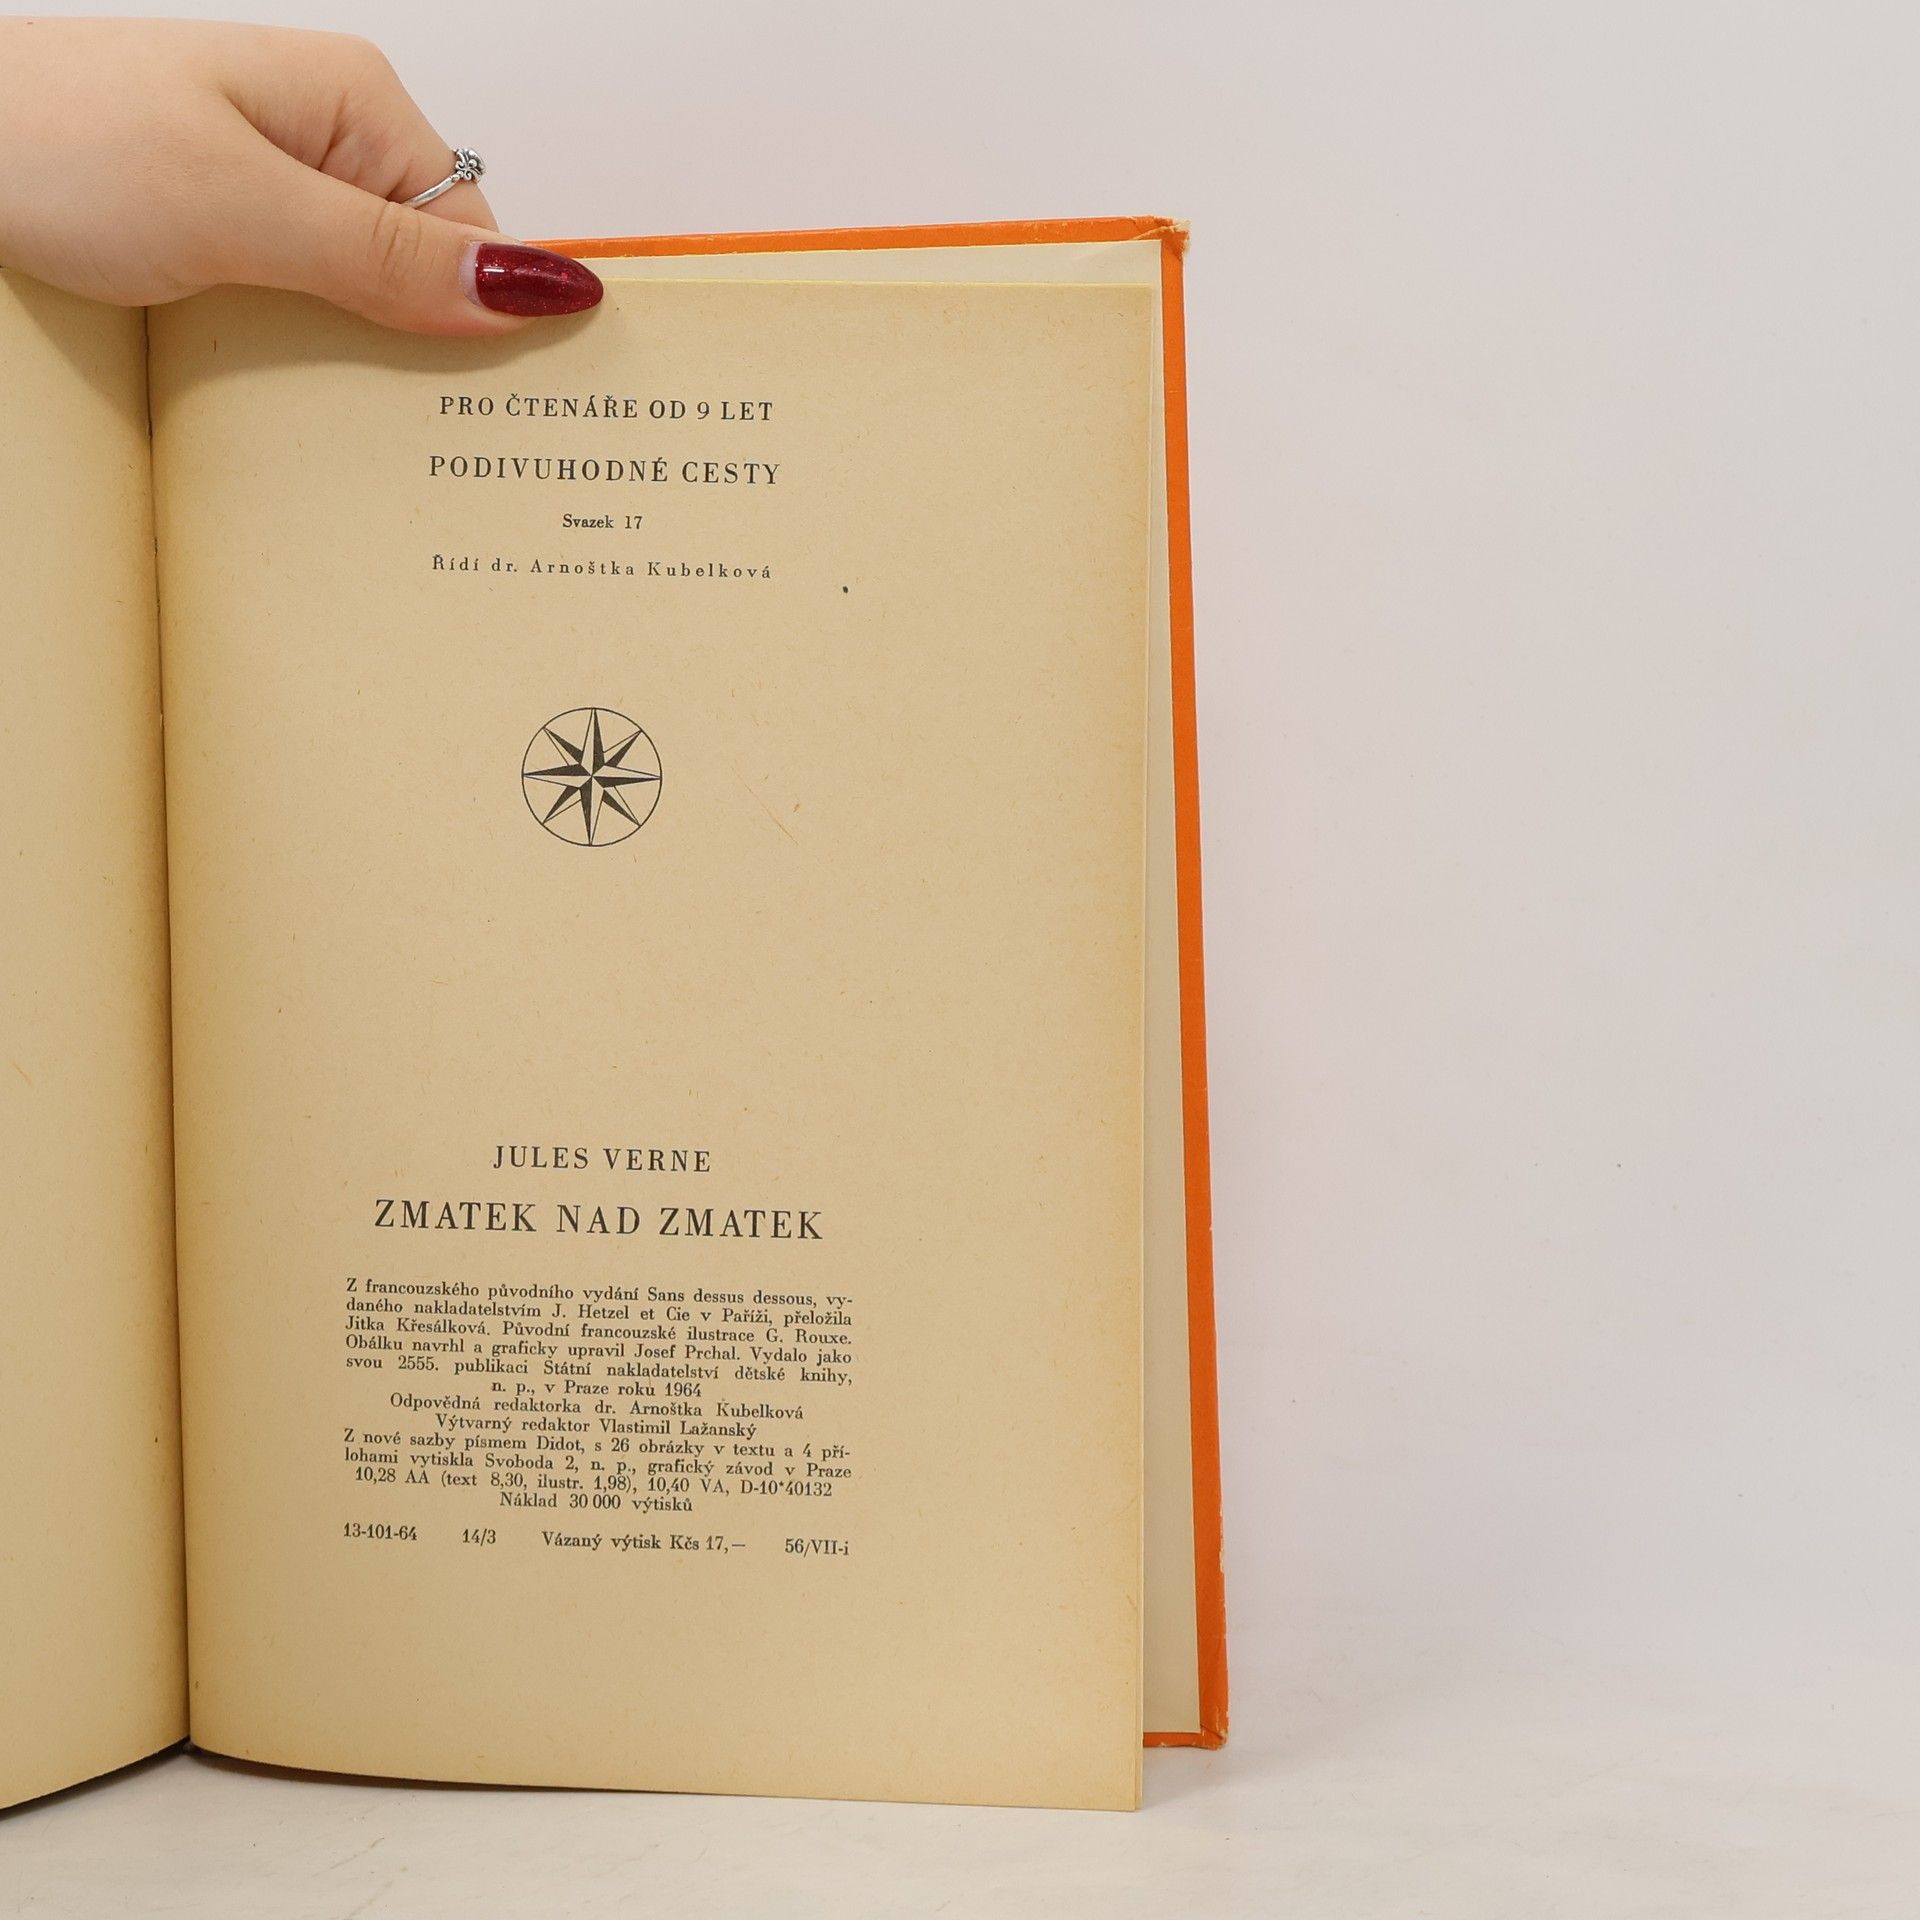 PRO ČTENÁŘE OD 9 LET
PODIVUHODNÉ CESTY
Svazek 17
Řídí dr. Arnoštka Kubelková
JULES VERNE
ZMATEK NAD ZMATEK
Z francouzského původního vydání Sans dessus dessous, vy-
daného nakladatelstvím J. Hetzel et Cie v Paříži, přeložila
Jitka Křesálková. Původní francouzské ilustrace G. Rouxe.
Obálku navrhl a graficky upravil Josef Prchal. Vydalo jako
svou 2555. publikaci Státní nakladatelství dětské knihy,
n. p., v Praze roku 1964
Odpovědná redaktorka dr. Arnoštka Kubelková
Výtvarný redaktor Vlastimil Lažanský
Z nové sazby písmem Didot, s 26 obrázky v textu a 4 pří-
lohami vytiskla Svoboda 2, n. p., grafický závod v Praze
10,28 AA (text 8,30, ilustr. 1,98), 10,40 VA, D-10*40132
Náklad 30 000 výtisků
13-101-64 14/3 Vázaný výtisk Kčs 17,— 56/VII-i